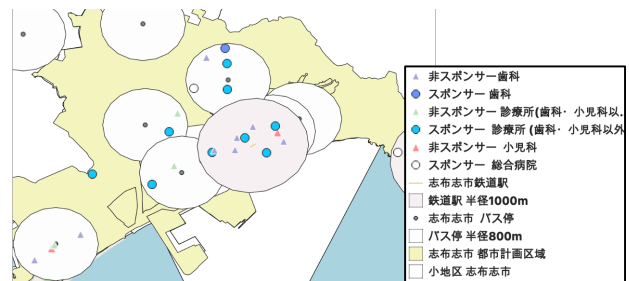 非スポンサー歯科
スポンサー 歯科
非スポンサー 診療所(歯科・小児科以..
スポンサー 診療所 (歯科・小児科以外
非スポンサー 小児科
スポンサー 総合病院
志布志市鉄道駅
鉄道駅 半径1000m
志布志市 バス停
バス停 半径800m
志布志市 都市計画区域
小地区 志布志市